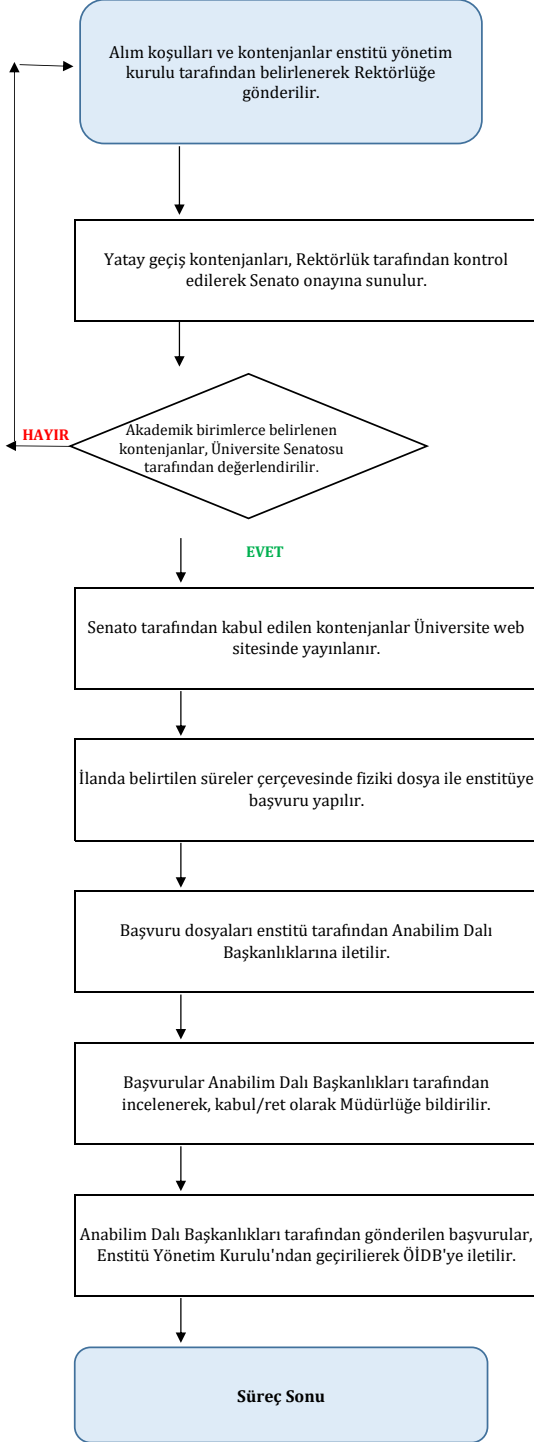 Alım koşulları ve kontenjanlar enstitü yönetim
kurulu tarafından belirlenerek Rektörlüğe
gönderilir.
Yatay geçiş kontenjanları, Rektörlük tarafından kontrol
edilerek Senato onayına sunulur.
HAYIR
Akademik birimlerce belirlenen
kontenjanlar, Üniversite Senatosu
tarafından değerlendirilir.
EVET
Senato tarafından kabul edilen kontenjanlar Üniversite web
sitesinde yayınlanır.
İlanda belirtilen süreler çerçevesinde fiziki dosya ile enstitüye
başvuru yapılır.
Başvuru dosyaları enstitü tarafından Anabilim Dalı
Başkanlıklarına iletilir.
Başvurular Anabilim Dalı Başkanlıkları tarafından
incelenerek, kabul/ret olarak Müdürlüğe bildirilir.
Anabilim Dalı Başkanlıkları tarafından gönderilen başvurular,
Enstitü Yönetim Kurulu'ndan geçirilierek ÖİDB'ye iletilir.
Süreç Sonu